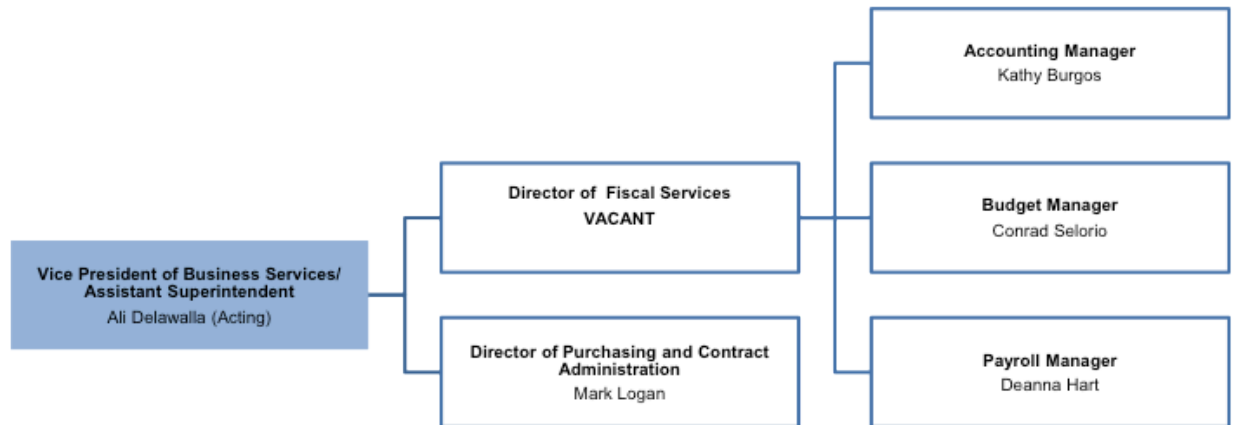 Accounting Manager
Kathy Burgos
Director of Fiscal Services
VACANT
Budget Manager
Conrad Selorio
Vice President of Business Services/
Assistant Superintendent
Ali Delawalla (Acting)
Director of Purchasing and Contract
Administration
Mark Logan
Payroll Manager
Deanna Hart